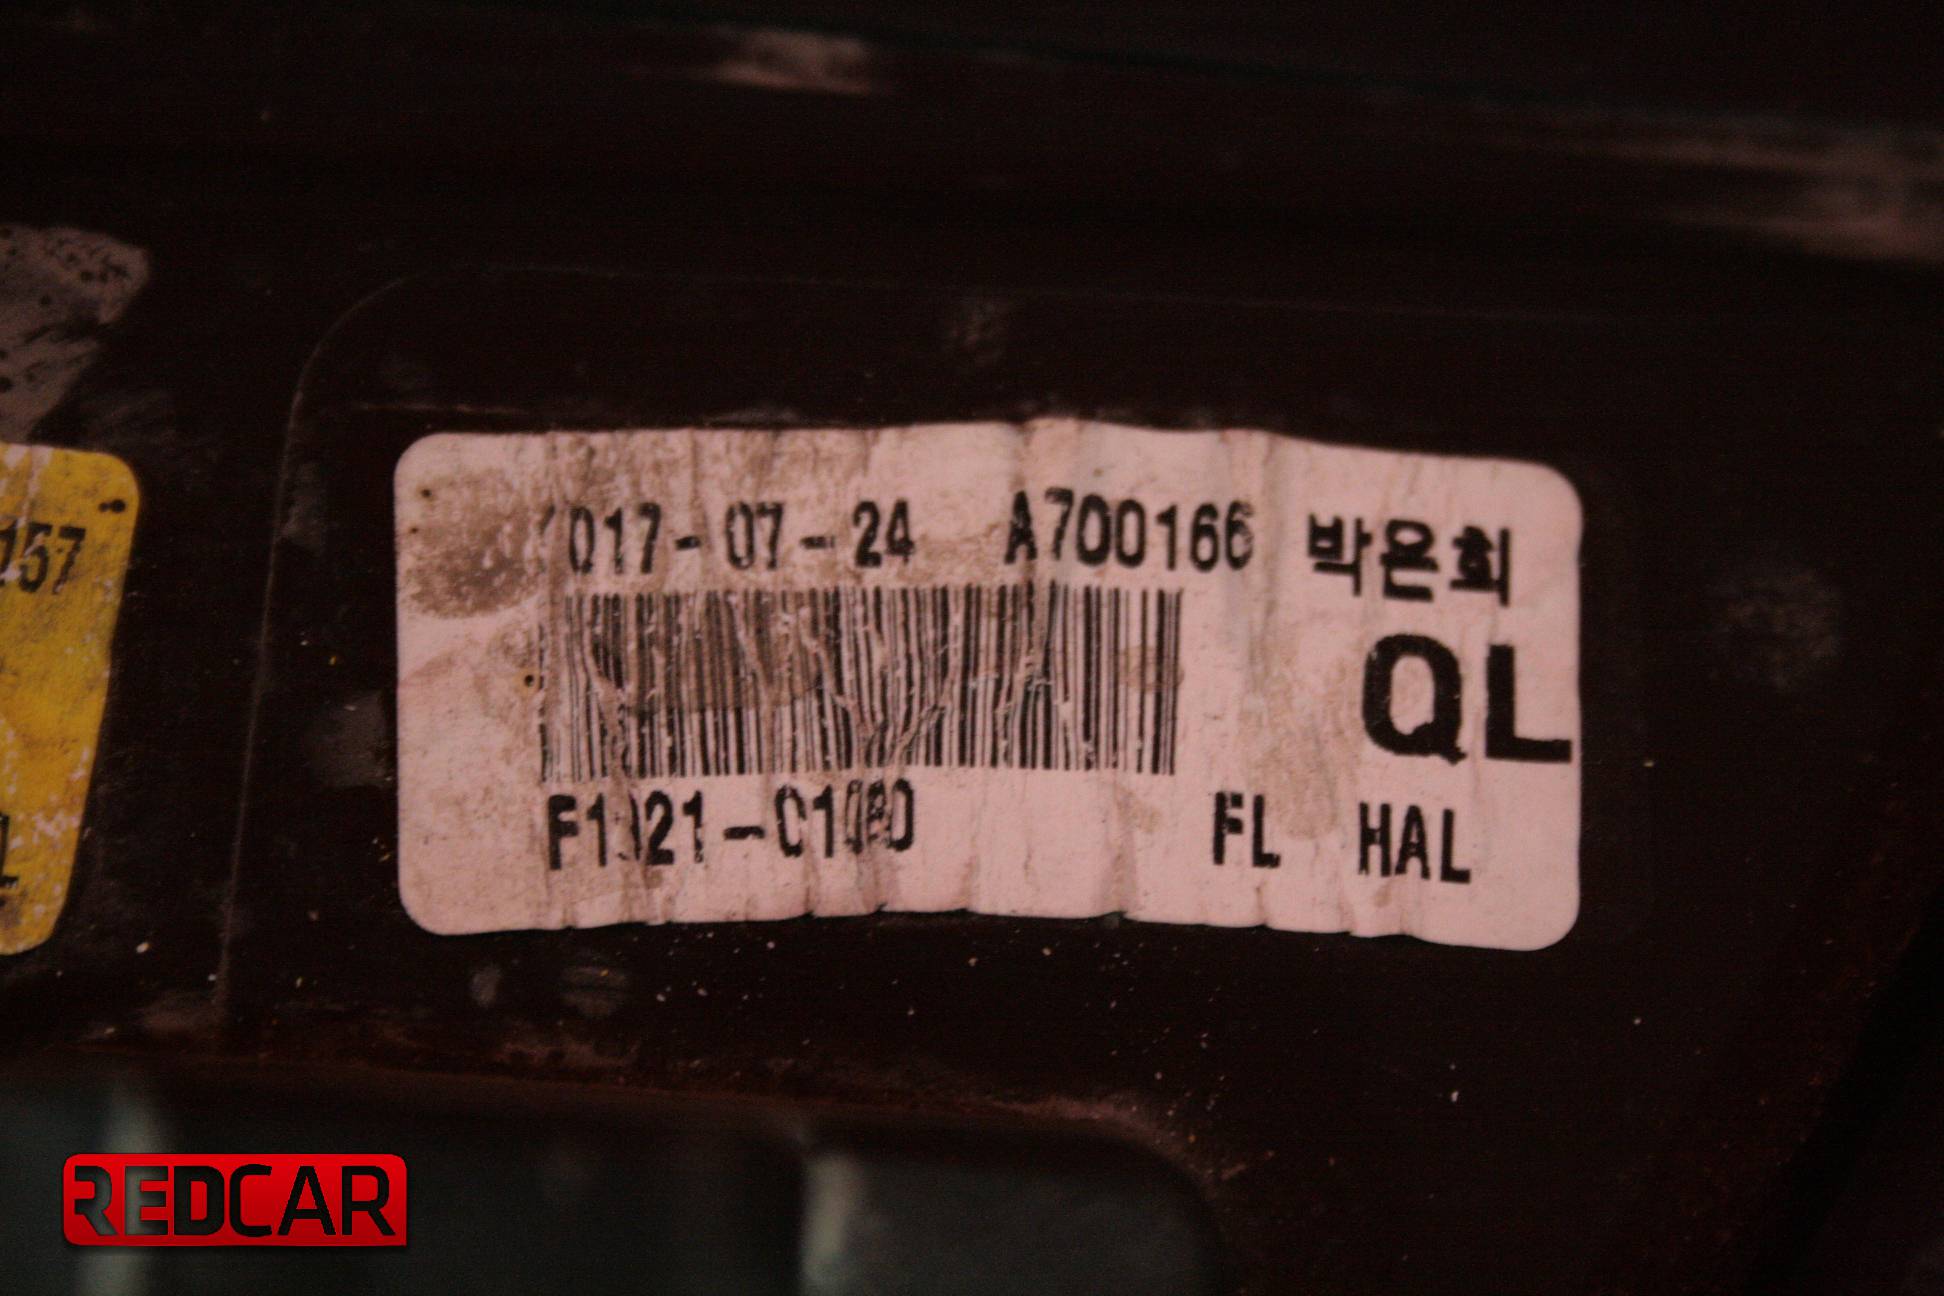 017-07-24 A700166 박은희
QL
FL HAL
157
REDCAR